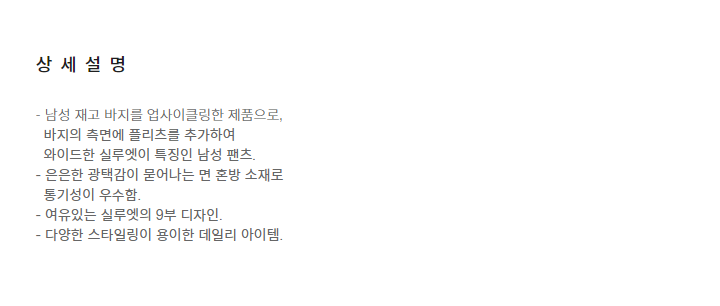 상 세 설 명
- 남성 재고 바지를 업사이클링한 제품으로,
바지의 측면에 플리츠를 추가하여
와이드한 실루엣이 특징인 남성 팬츠.
- 은은한 광택감이 묻어나는 면 혼방 소재로
통기성이 우수함.
- 여유있는 실루엣의 9부 디자인.
- 다양한 스타일링이 용이한 데일리 아이템.